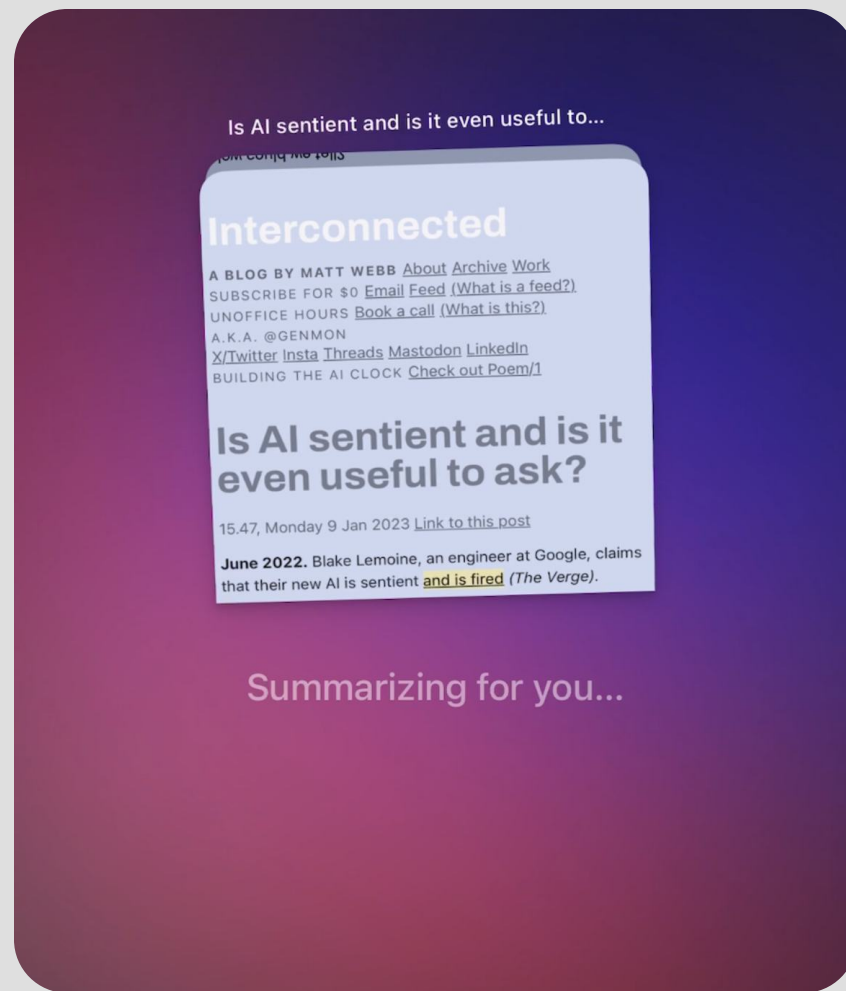 Is AI sentient and is it even useful to...
Interconnected
A BLOG BY MATT WEBB About Archive Work
SUBSCRIBE FOR $0 Email Feed (What is a feed?)
UNOFFICE HOURS Book a call (What is this?)
A.K.A. @GENMON
X/Twitter Insta Threads Mastodon LinkedIn
BUILDING THE AI CLOCK Check out Poem/1
Is AI sentient and is it
even useful to ask?
15.47, Monday 9 Jan 2023 Link to this post
June 2022. Blake Lemoine, an engineer at Google, claims
that their new AI is sentient and is fired (The Verge).
Summarizing for you...